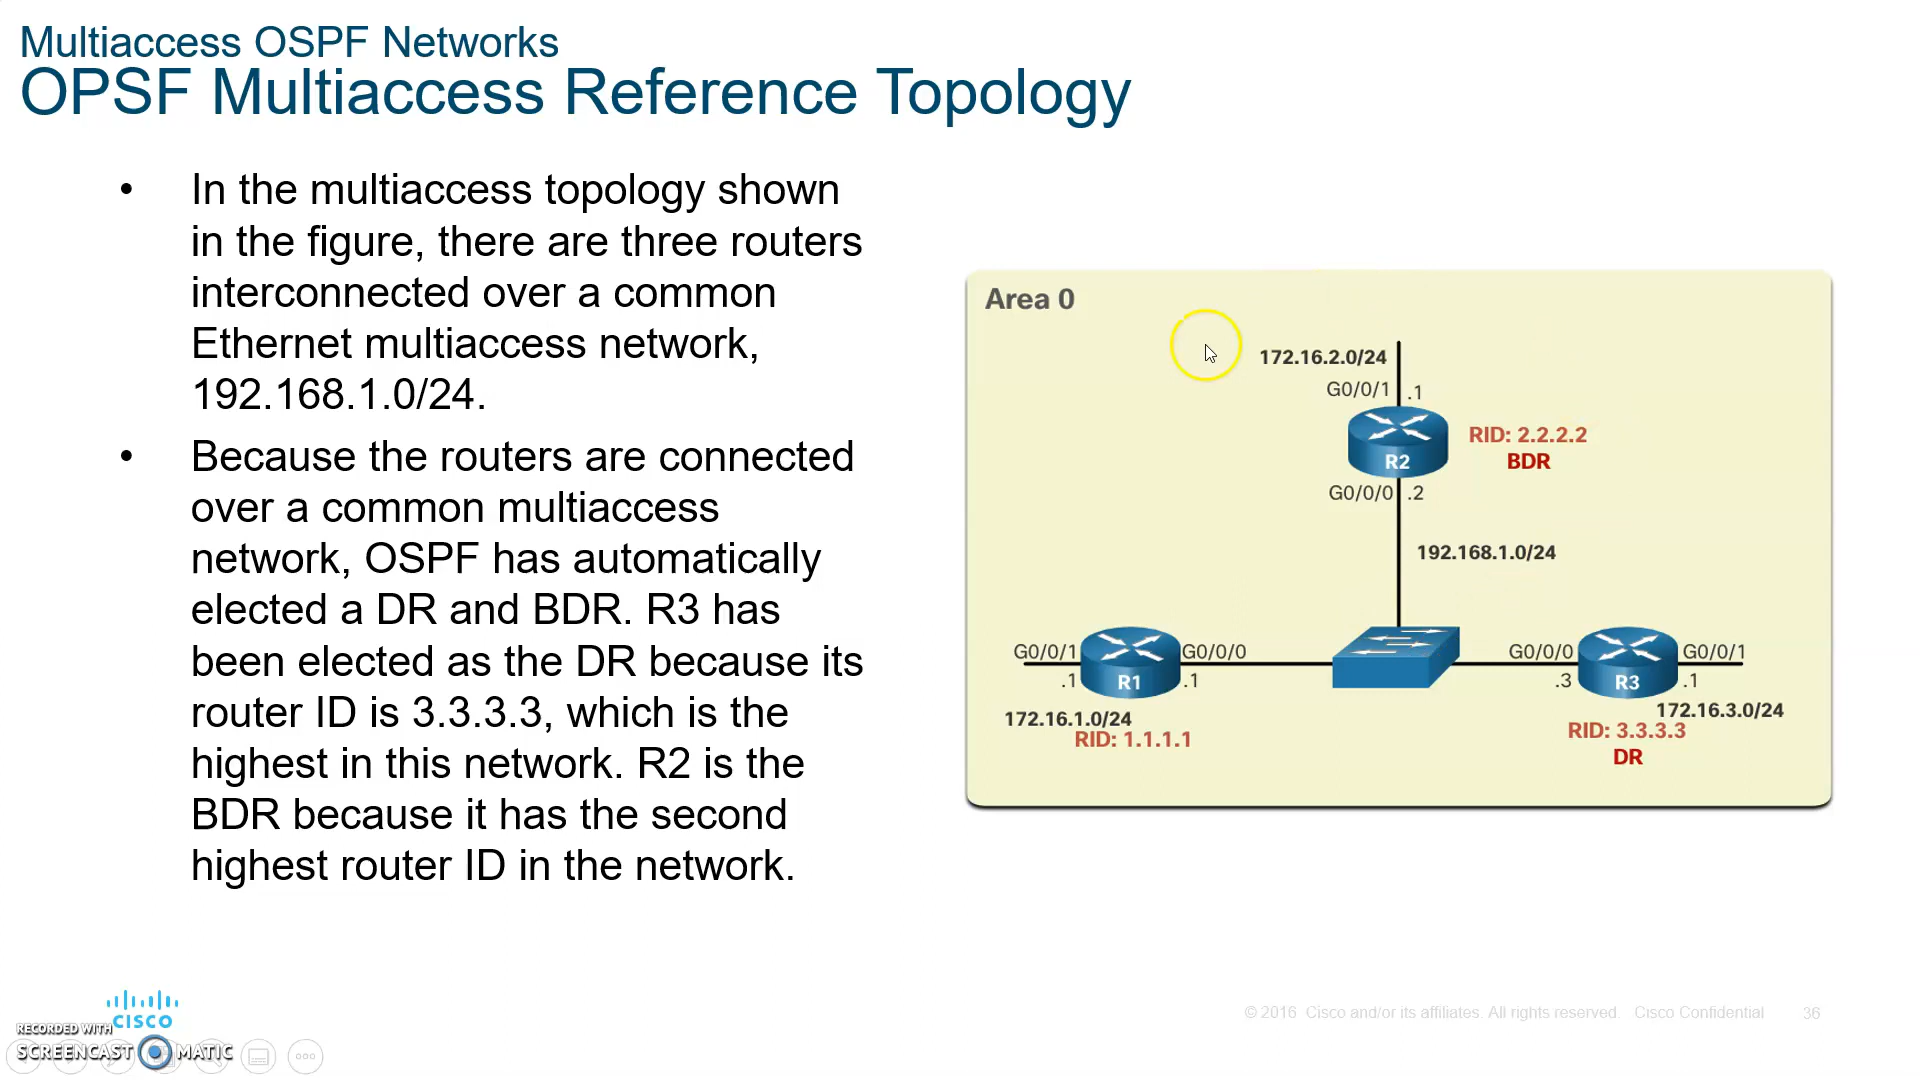 Multiaccess OSPF Networks
OPSF Multiaccess Reference Topology
• In the multiaccess topology shown
in the figure, there are three routers
interconnected over a common
Ethernet multiaccess network,
192.168.1.0/24.
• Because the routers are connected
over a common multiaccess
network, OSPF has automatically
elected a DR and BDR. R3 has
been elected as the DR because its
router ID is 3.3.3.3, which is the
highest in this network. R2 is the
BDR because it has the second
highest router ID in the network.
Area 0
172.16.2.0/24
G0/0/1 .1
R2
RID: 2.2.2.2
BDR
G0/0/0 .2
192.168.1.0/24
G0/0/1 G0/0/0
.1 R1 .1
172.16.1.0/24
RID: 1.1.1.1
G0/0/0 G0/0/1
.3 R3 .1
172.16.3.0/24
RID: 3.3.3.3
DR
CISCO
RECORDED WITH
SCREENCAST MATIC
© 2016 Cisco and/or its affiliates. All rights reserved. Cisco Confidential 36